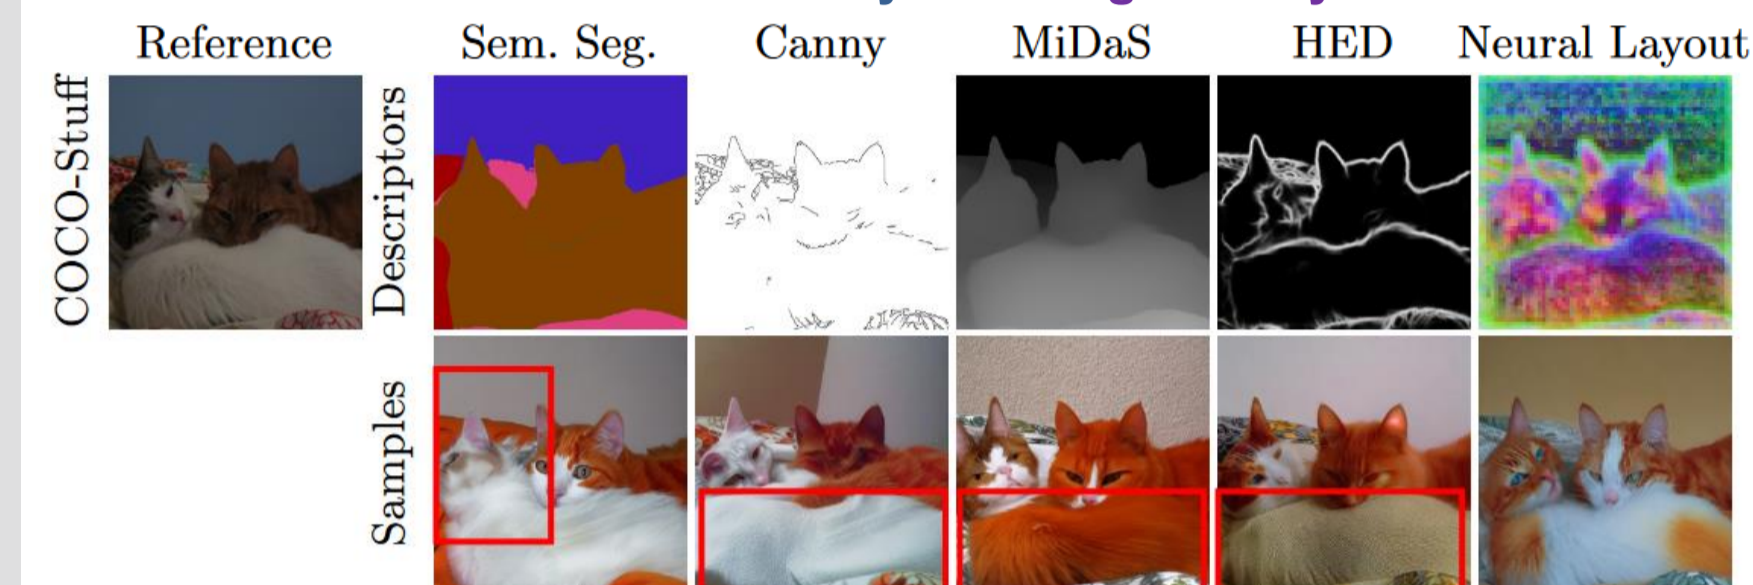 Reference
Sem. Seg.
Canny
MiDaS
HED
Neural Layout
COCO-Stuff
Descriptors
Samples